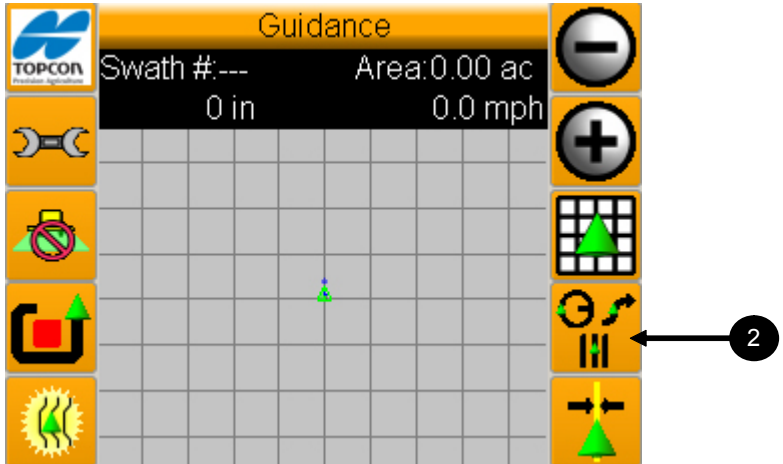 Guidance
TOPCON
Precision Agriculture
Swath #:--- Area:0.00 ac
0 in 0.0 mph
2